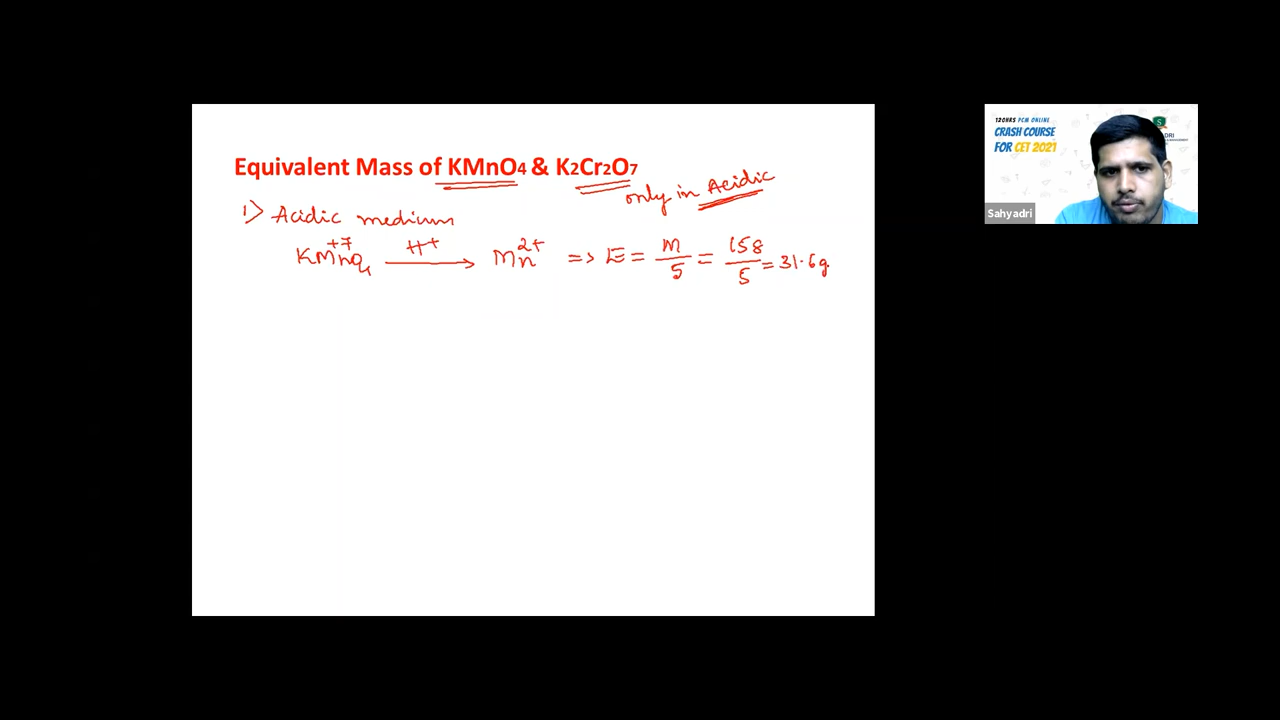 Equivalent Mass of KMnO4 & K2Cr2O7
only in Acidic
1) Acidic medium
KMnO4 +7 H+ → Mn2+ => E = M/5 = 158/5 = 31.6g.
120HRS PCM ONLINE
CRASH COURSE
FOR CET 2021
S
Sahyadri